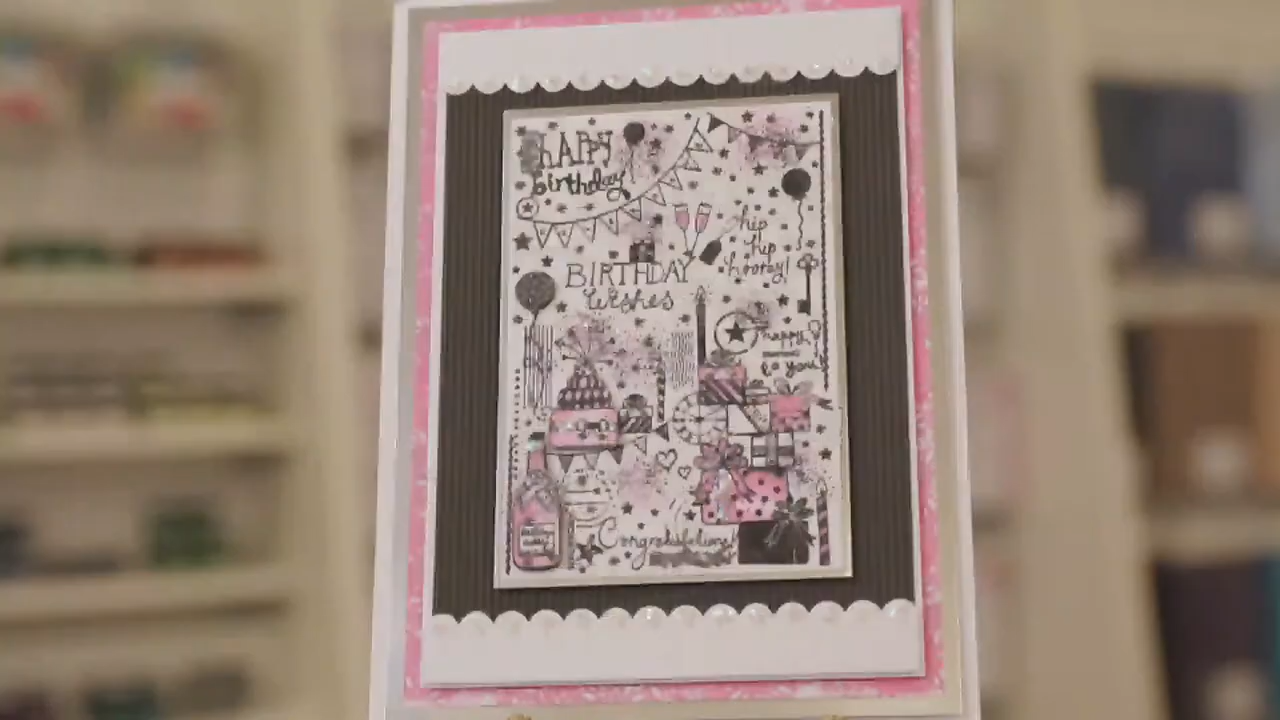 hAPPY
birthday
hip
hip
hooray!
BIRTHDAY
wishes
happy
to you
Congratulations!